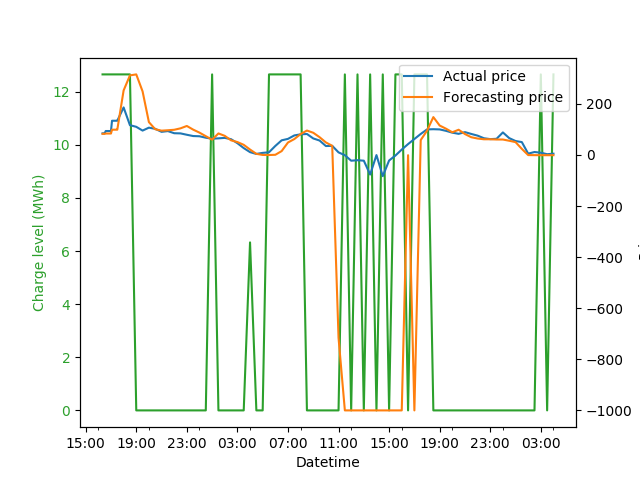 Actual price
Forecasting price
12
10
8
6
4
2
0
Charge level (MWh)
200
0
−200
−400
−600
−800
−1000
15:00 19:00 23:00 03:00 07:00 11:00 15:00 19:00 23:00 03:00
Datetime